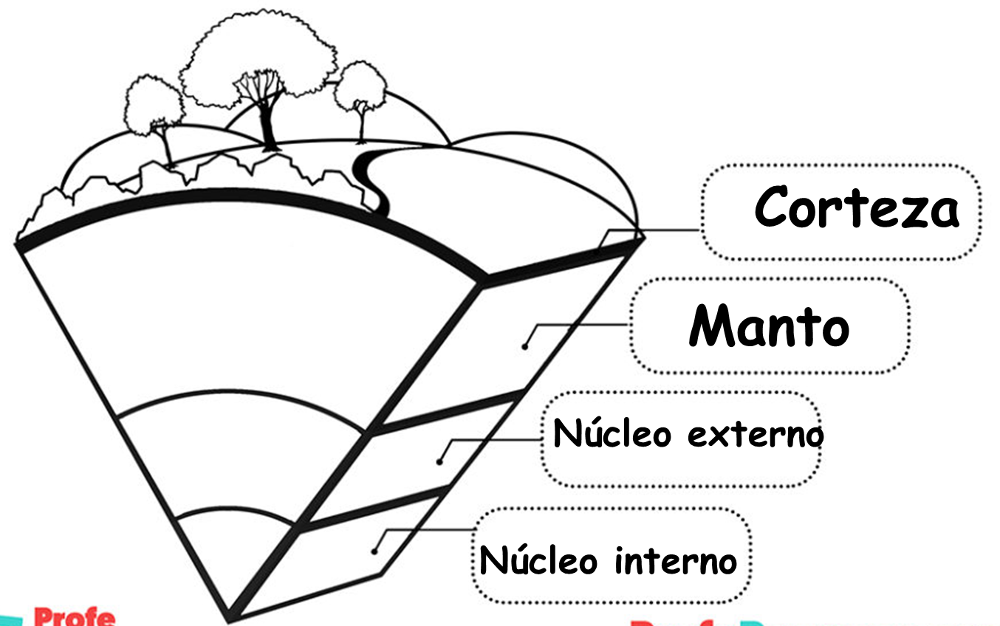 Corteza
Manto
Núcleo externo
Núcleo interno
Profe